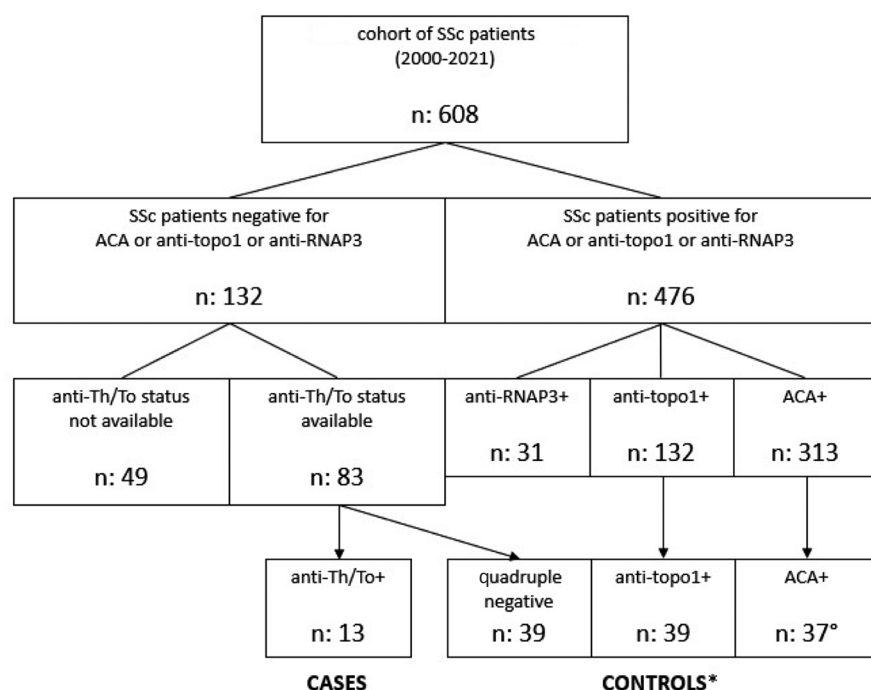 cohort of SSc patients
(2000-2021)
n: 608
SSc patients negative for
ACA or anti-topo1 or anti-RNAP3
n: 132
SSc patients positive for
ACA or anti-topo1 or anti-RNAP3
n: 476
anti-Th/To status
not available
n: 49
anti-Th/To status
available
n: 83
anti-RNAP3+
n: 31
anti-topo1+
n: 132
ACA+
n: 313
anti-Th/To+
n: 13
quadruple
negative
n: 39
anti-topo1+
n: 39
ACA+
n: 37°
CASES
CONTROLS*